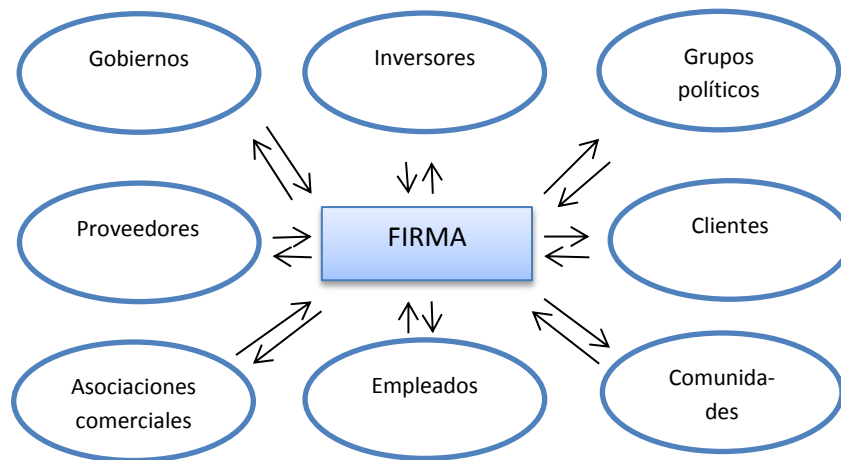 Gobiernos
Inversores
Grupos
políticos
Proveedores
FIRMA
Clientes
Asociaciones
comerciales
Empleados
Comunida-
des